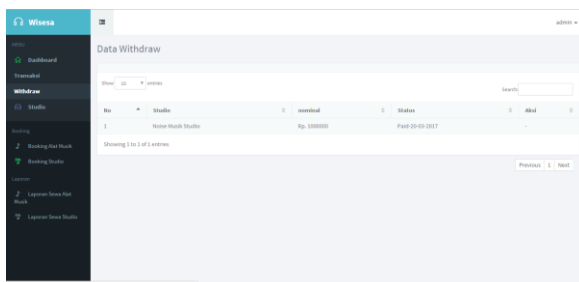 Wisesa
admin
MENU
Dashboard
Transaksi
Withdraw
Studio
Booking
Booking Alat Musik
Booking Studio
Laporan
Laporan Sewa Alat
Musik
Laporan Sewa Studio
Data Withdraw
Show 10 entries
Search:
No Studio nominal Status Aksi
1 Noise Musik Studio Rp. 1000000 Paid 20-03-2017 -
Showing 1 to 1 of 1 entries
Previous 1 Next